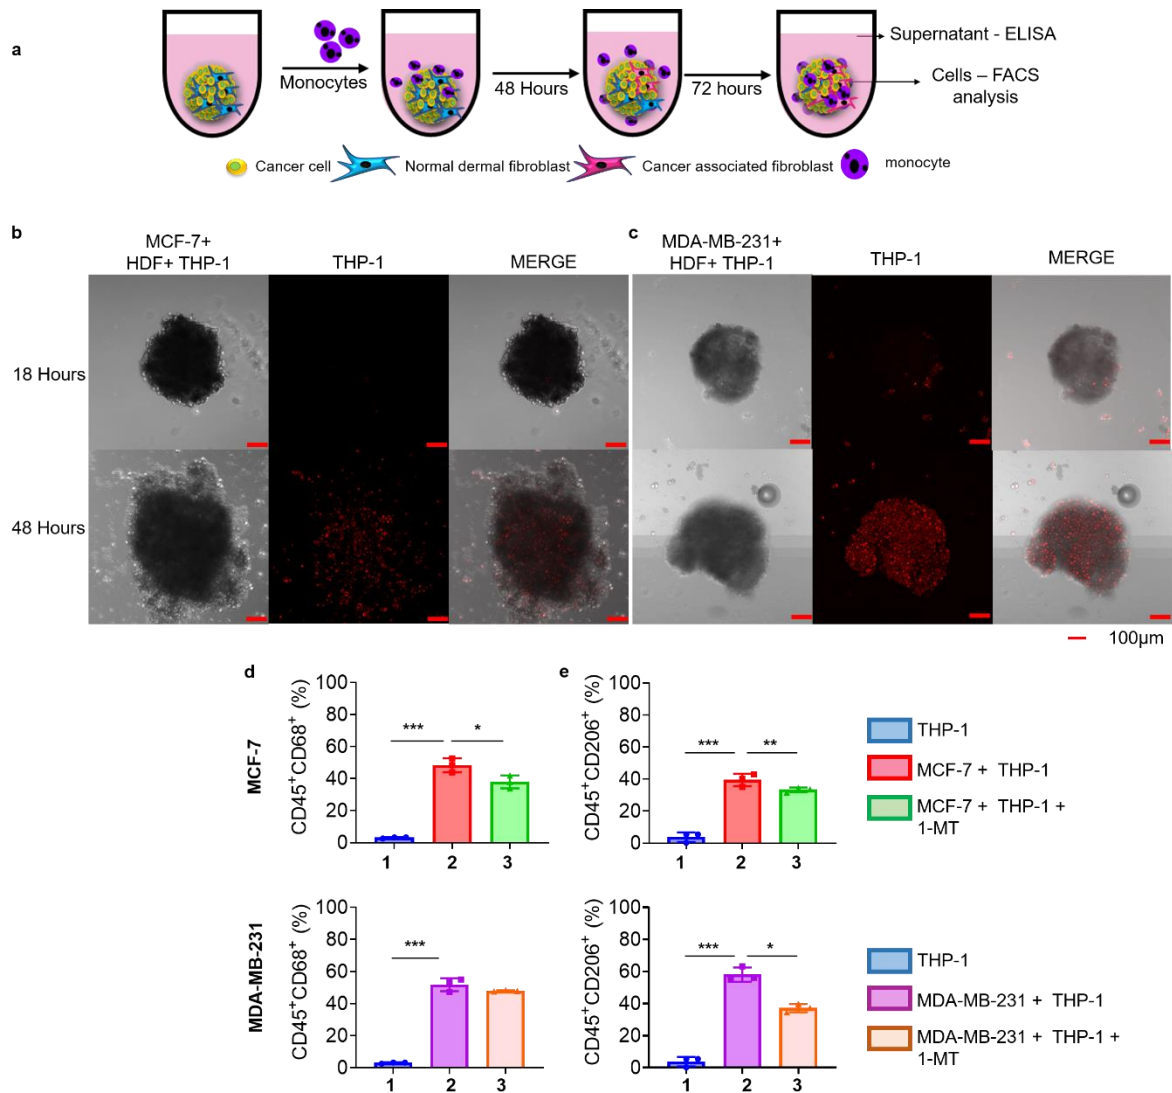 a
Monocytes
48 Hours
72 hours
Supernatant - ELISA
Cells – FACS
analysis
Cancer cell
Normal dermal fibroblast
Cancer associated fibroblast
monocyte
b
MCF-7+
HDF+ THP-1
THP-1
MERGE
c
MDA-MB-231+
HDF+ THP-1
THP-1
MERGE
18 Hours
48 Hours
100µm
d
MCF-7
CD45+CD68+ (%)
100
80
60
40
20
0
***
*
1
2
3
e
CD45+CD206+ (%)
100
80
60
40
20
0
***
**
1
2
3
THP-1
MCF-7 + THP-1
MCF-7 + THP-1 +
1-MT
MDA-MB-231
CD45+CD68+ (%)
100
80
60
40
20
0
***
1
2
3
CD45+CD206+ (%)
100
80
60
40
20
0
***
*
1
2
3
THP-1
MDA-MB-231 + THP-1
MDA-MB-231 + THP-1 +
1-MT